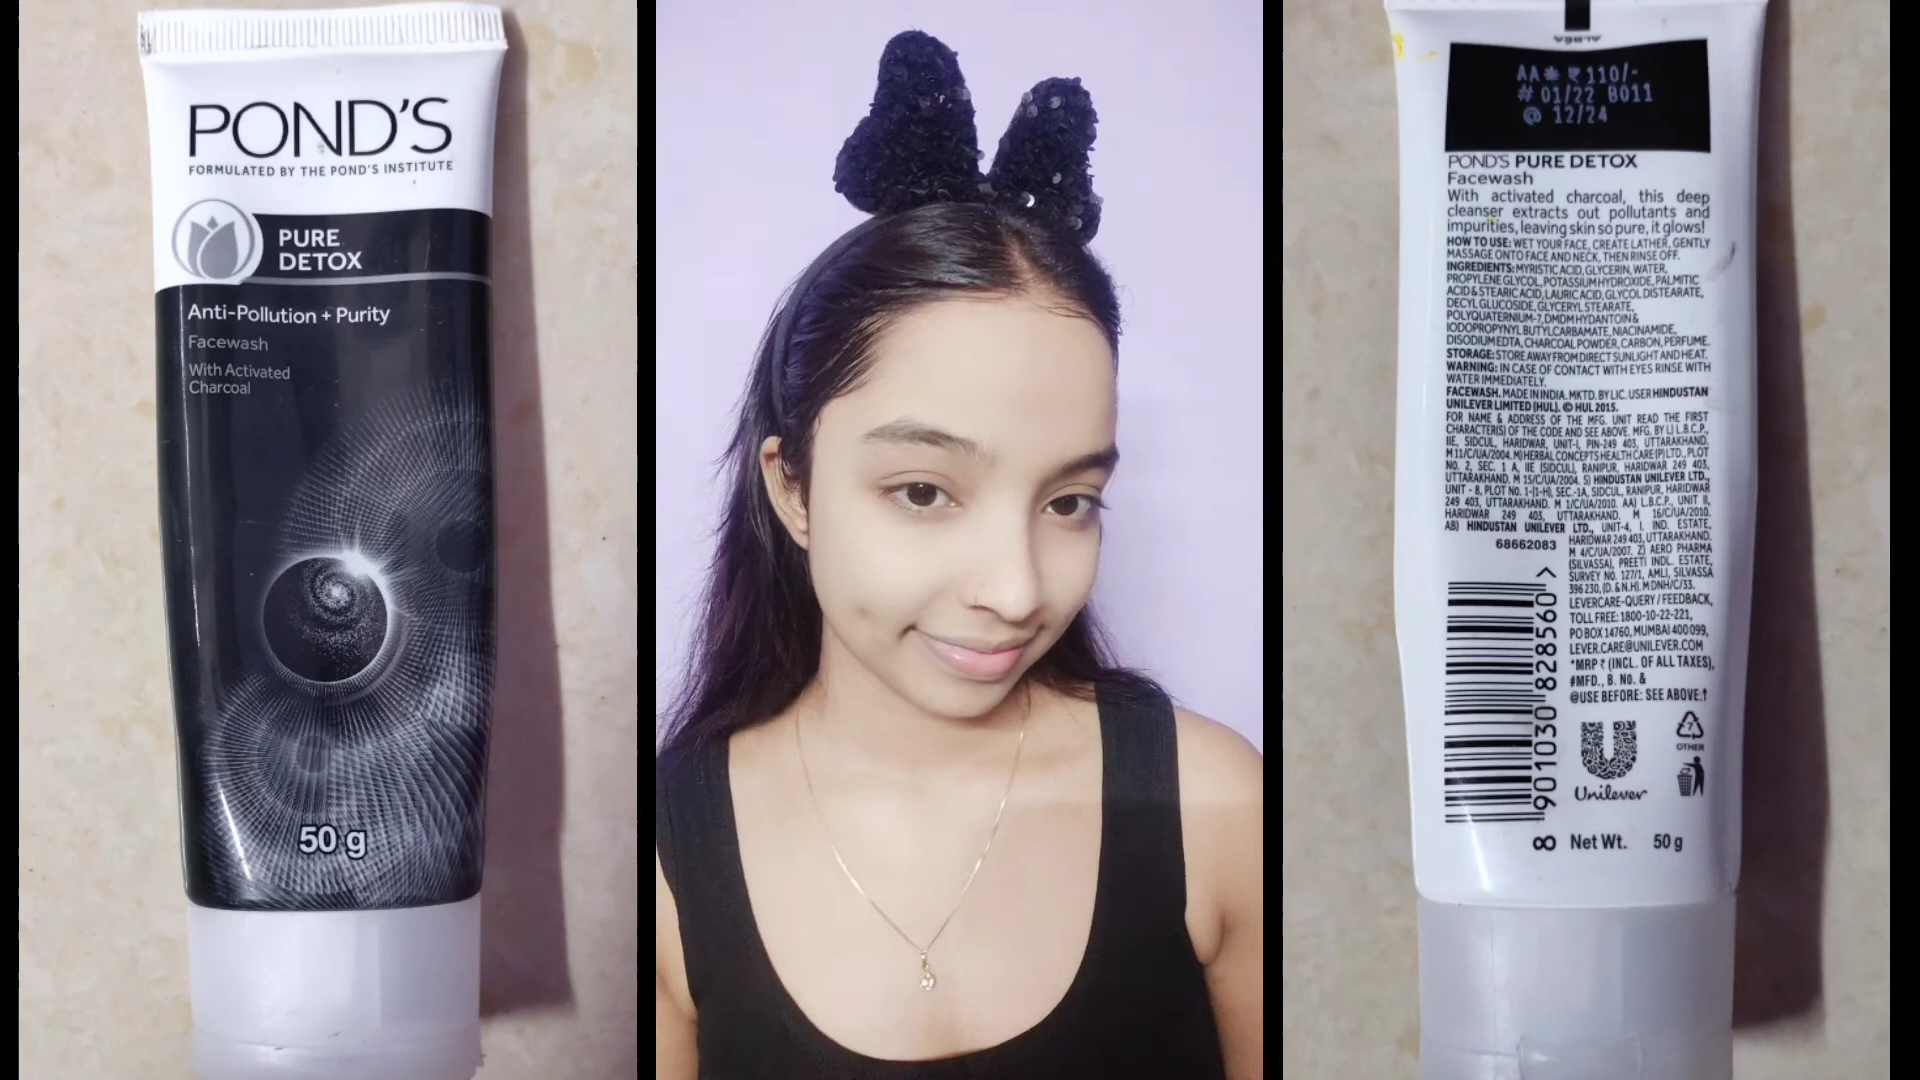 POND'S
FORMULATED BY THE POND'S INSTITUTE
PURE
DETOX
Anti-Pollution + Purity
Facewash
With Activated
Charcoal
50 g
AA* ₹ 110/-
# 01/22 B011
@ 12/24
POND'S PURE DETOX
Facewash
With activated charcoal, this deep
cleanser extracts out pollutants and
impurities, leaving skin so pure, it glows!
HOW TO USE: WET YOUR FACE, CREATE LATHER, GENTLY
MASSAGE ONTO FACE AND NECK, THEN RINSE OFF.
INGREDIENTS: MYRISTIC ACID, GLYCERIN, WATER,
PROPYLENE GLYCOL, POTASSIUM HYDROXIDE, PALMITIC
ACID & STEARIC ACID, LAURIC ACID, GLYCOL DISTEARATE,
DECYL GLUCOSIDE, GLYCERYL STEARATE,
POLYQUATERNIUM-7, DMDM HYDANTOIN &
IODOPROPYNYL BUTYLCARBAMATE, NIACINAMIDE,
DISODIUM EDTA, CHARCOAL POWDER, CARBON, PERFUME.
STORAGE: STORE AWAY FROM DIRECT SUNLIGHT AND HEAT.
WARNING: IN CASE OF CONTACT WITH EYES RINSE WITH
WATER IMMEDIATELY.
FACEWASH. MADE IN INDIA. MKTD. BY LIC. USER HINDUSTAN
UNILEVER LIMITED (HUL). © HUL 2015.
FOR NAME & ADDRESS OF THE MFG. UNIT READ THE FIRST
CHARACTER(S) OF THE CODE AND SEE ABOVE. MFG. BY L) L.B.C.P.,
IIE, SIDCUL, HARIDWAR, UNIT-I, PIN-249 403, UTTARAKHAND.
M 11/C/UA/2004. M) HERBAL CONCEPTS HEALTH CARE (P) LTD., PLOT
NO. 2, SEC. 1 A, IIE (SIDCUL), RANIPUR, HARIDWAR 249 403,
UTTARAKHAND. M 15/C/UA/2004. S) HINDUSTAN UNILEVER LTD.,
UNIT - 8, PLOT NO. 1-(1-H), SEC.-1A, SIDCUL, RANIPUR, HARIDWAR
249 403, UTTARAKHAND. M 1/C/UA/2010. AA) L.B.C.P., UNIT II,
HARIDWAR 249 403, UTTARAKHAND. M 16/C/UA/2010.
AB) HINDUSTAN UNILEVER LTD., UNIT-4, I. IND. ESTATE,
HARIDWAR 249 403, UTTARAKHAND.
68662083
M 4/C/UA/2007. Z) AERO PHARMA
(SILVASSA), PREETI INDL. ESTATE,
SURVEY NO. 127/1, AMLI, SILVASSA
396 230, (D. & N.H). M DNH/C/33.
LEVERCARE-QUERY / FEEDBACK,
TOLL FREE: 1800-10-22-221,
PO BOX 14760, MUMBAI 400 099,
LEVER.CARE@UNILEVER.COM
*MRP ₹ (INCL. OF ALL TAXES),
#MFD., B. NO. &
@USE BEFORE: SEE ABOVE.↑
8 901030 828560 >
7
OTHER
Unilever
Net Wt. 50 g